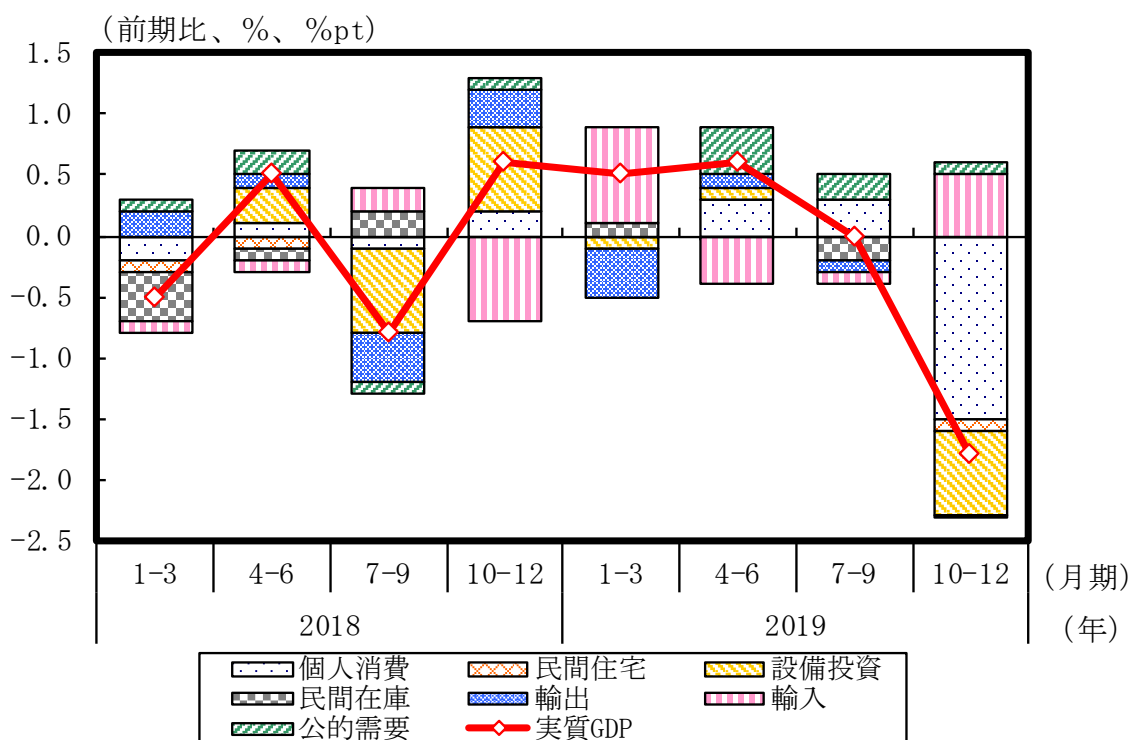 (前期比、%、%pt)
1.5
1.0
0.5
0.0
-0.5
-1.0
-1.5
-2.0
-2.5
1-3 4-6 7-9 10-12 1-3 4-6 7-9 10-12 (月期)
2018 2019 (年)
個人消費 民間住宅 設備投資
民間在庫 輸出 輸入
公的需要 実質GDP